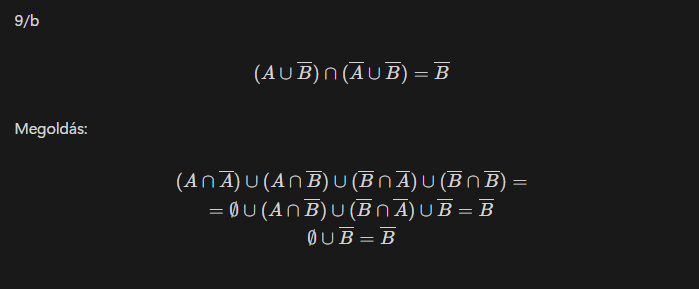 9/b
(A ∪ B̅) ∩ (A̅ ∪ B̅) = B̅
Megoldás:
(A ∩ A̅) ∪ (A ∩ B̅) ∪ (B̅ ∩ A̅) ∪ (B̅ ∩ B̅) =
= ∅ ∪ (A ∩ B̅) ∪ (B̅ ∩ A̅) ∪ B̅ = B̅
∅ ∪ B̅ = B̅